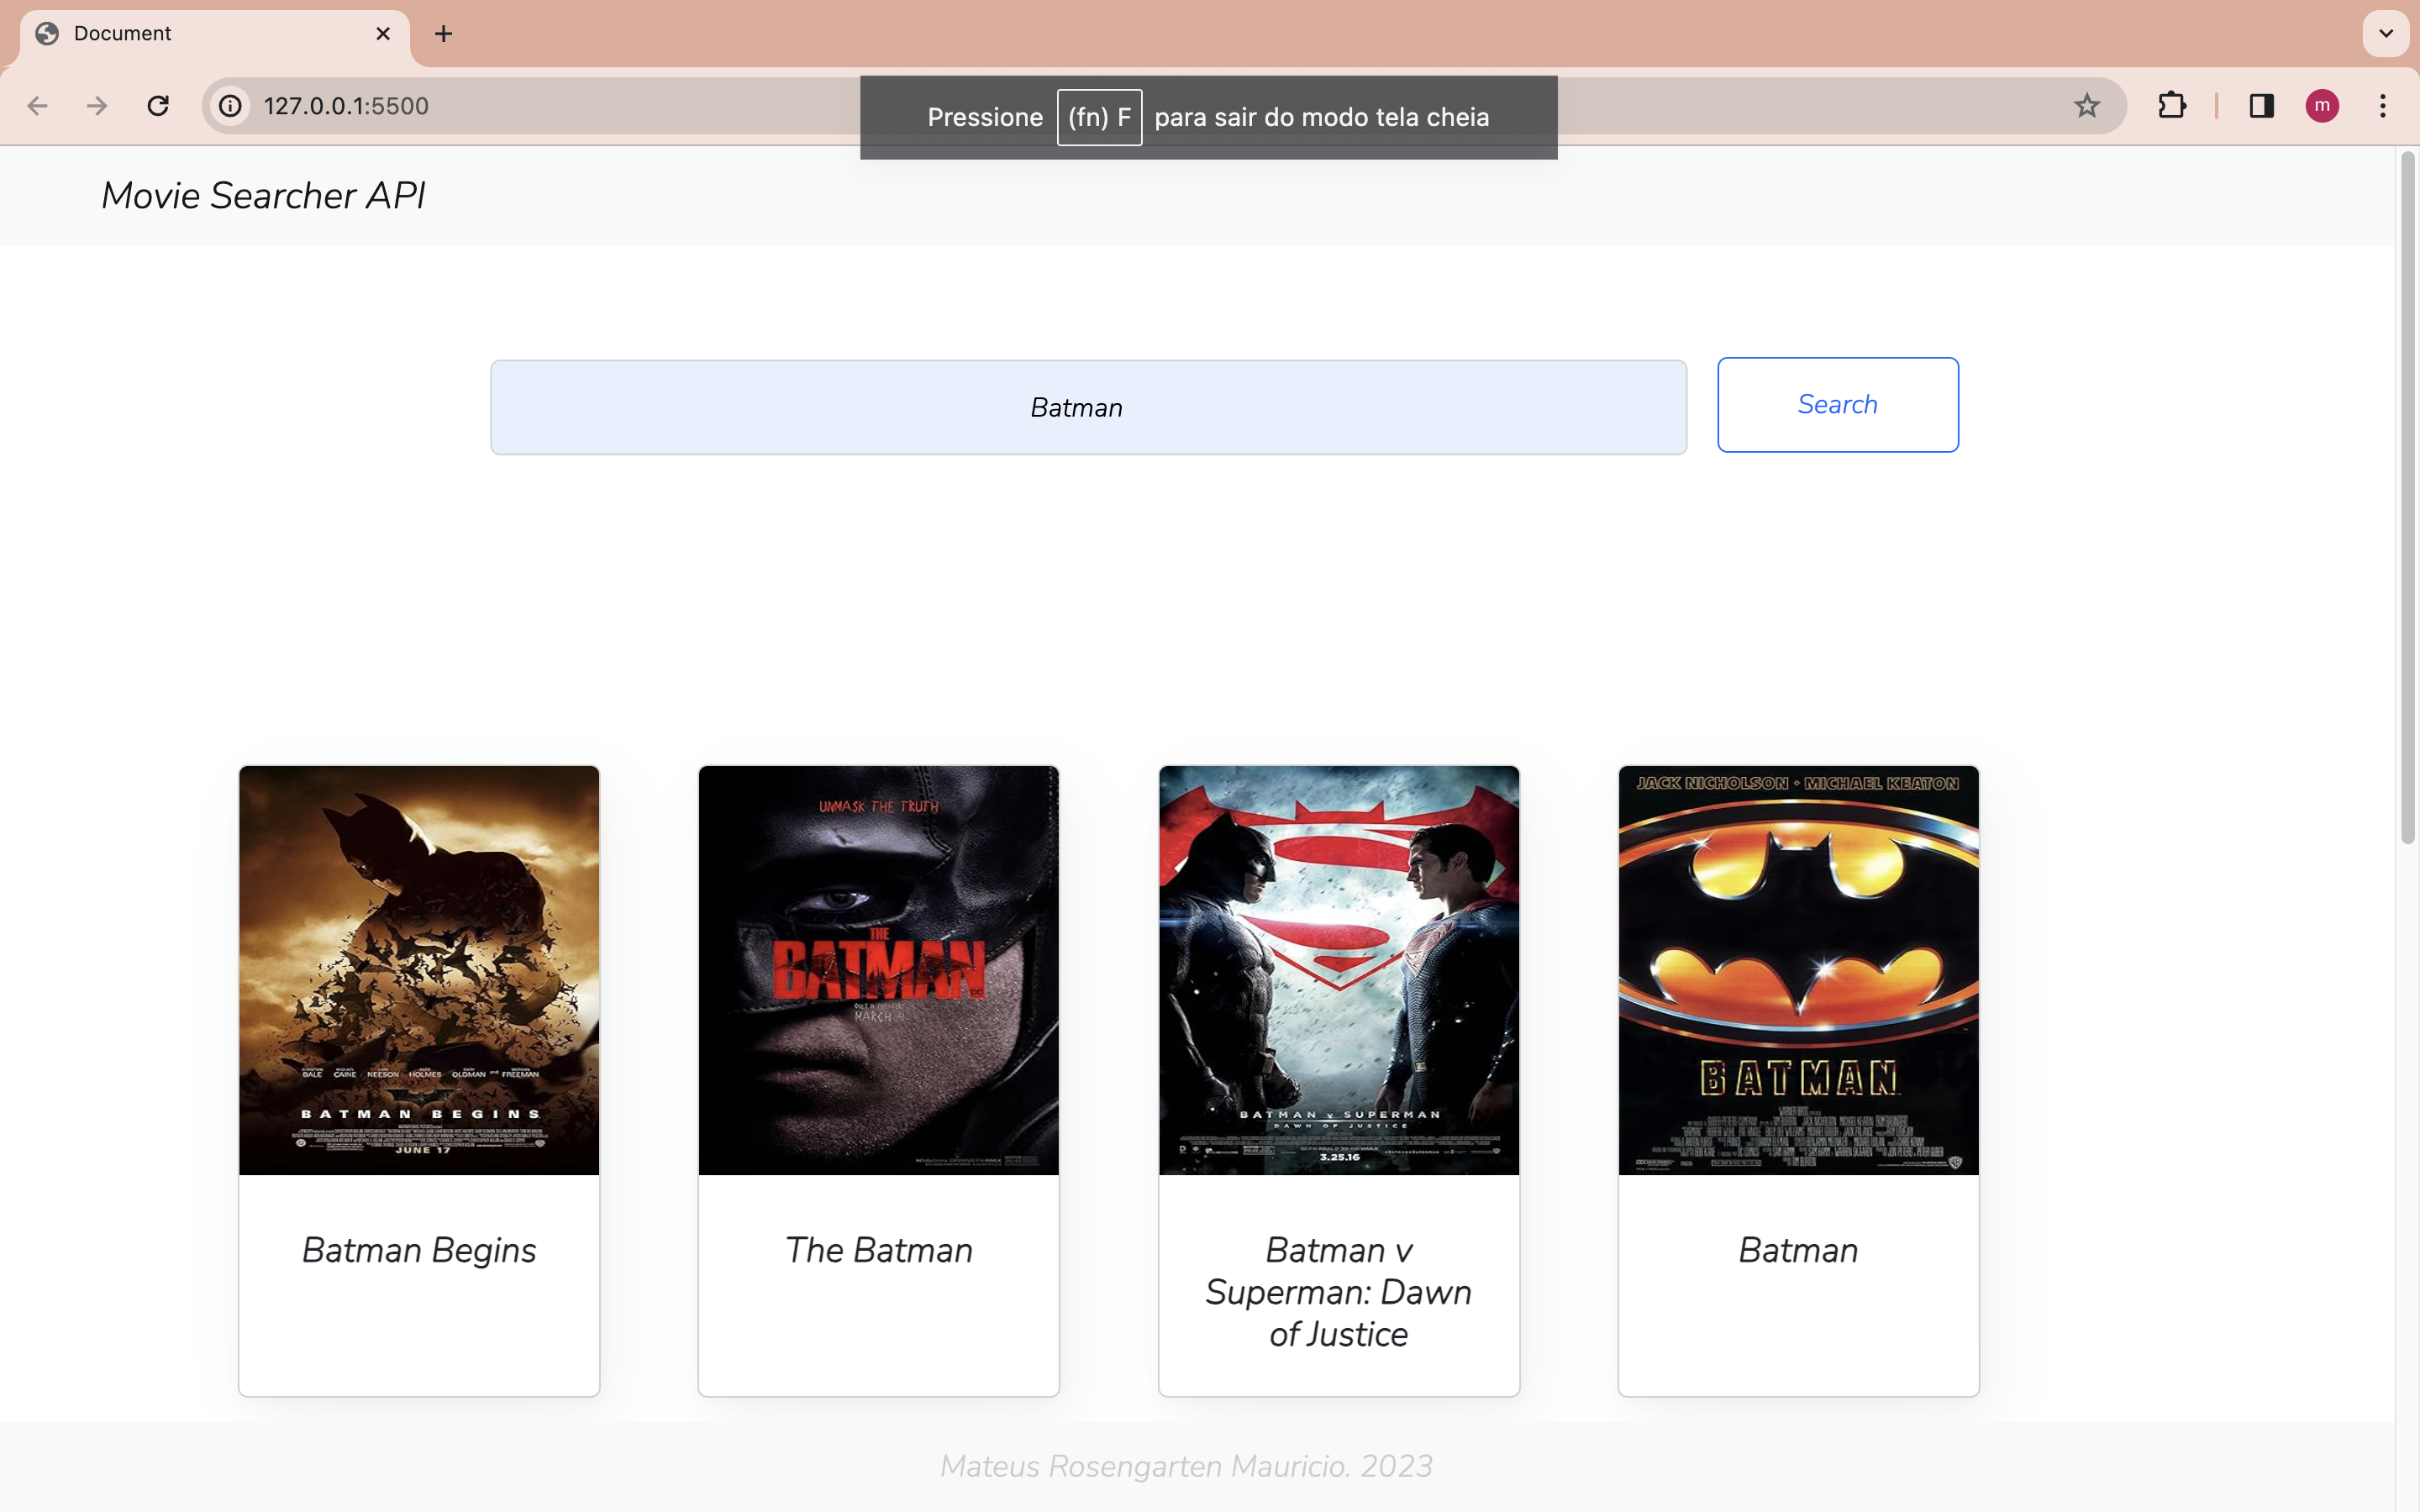 Document
127.0.0.1:5500
Pressione (fn) F para sair do modo tela cheia
m
Movie Searcher API
Batman
Search
BALE CAINE NEESON HOLMES OLDMAN and FREEMAN
BATMAN BEGINS
JUNE 17
UNMASK THE TRUTH
THE
BATMAN
MARCH 4
BATMAN v SUPERMAN
DAWN OF JUSTICE
3.25.16
JACK NICHOLSON • MICHAEL KEATON
BATMAN
Batman Begins
The Batman
Batman v
Superman: Dawn
of Justice
Batman
Mateus Rosengarten Mauricio. 2023